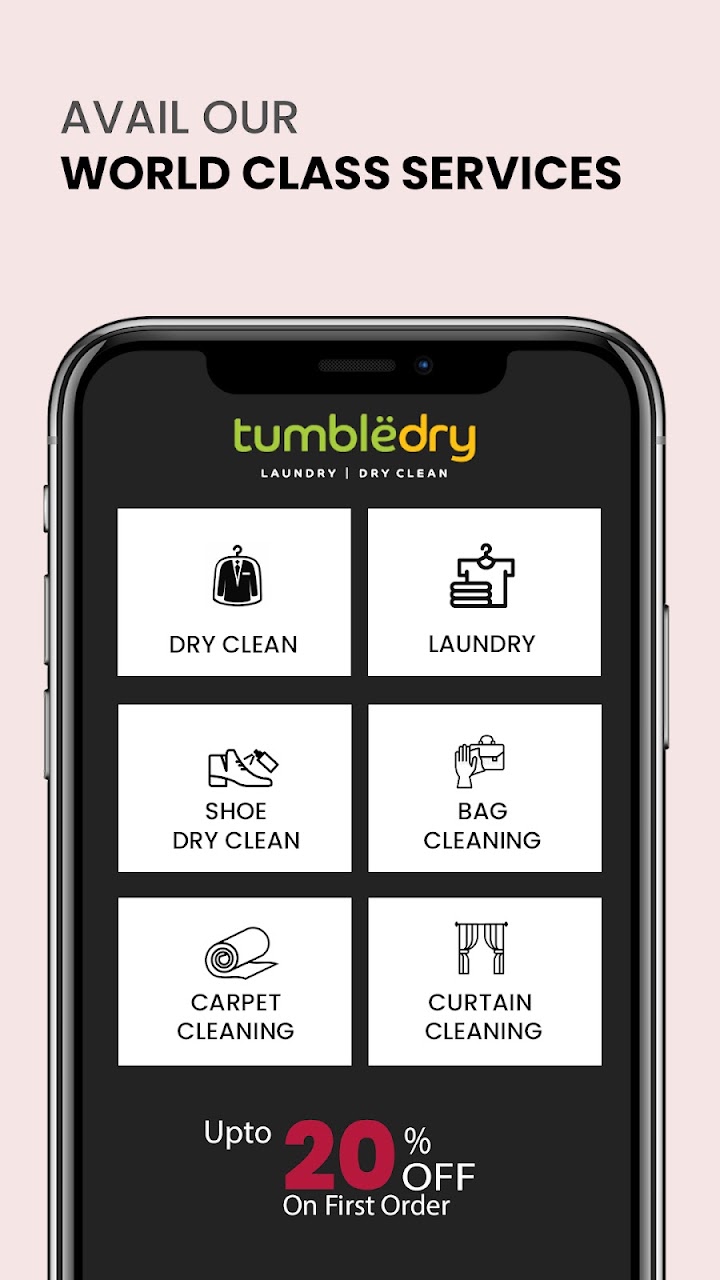 AVAIL OUR
WORLD CLASS SERVICES
tumblëdry
LAUNDRY | DRY CLEAN
DRY CLEAN
LAUNDRY
SHOE
DRY CLEAN
BAG
CLEANING
CARPET
CLEANING
CURTAIN
CLEANING
Upto 20% OFF
On First Order